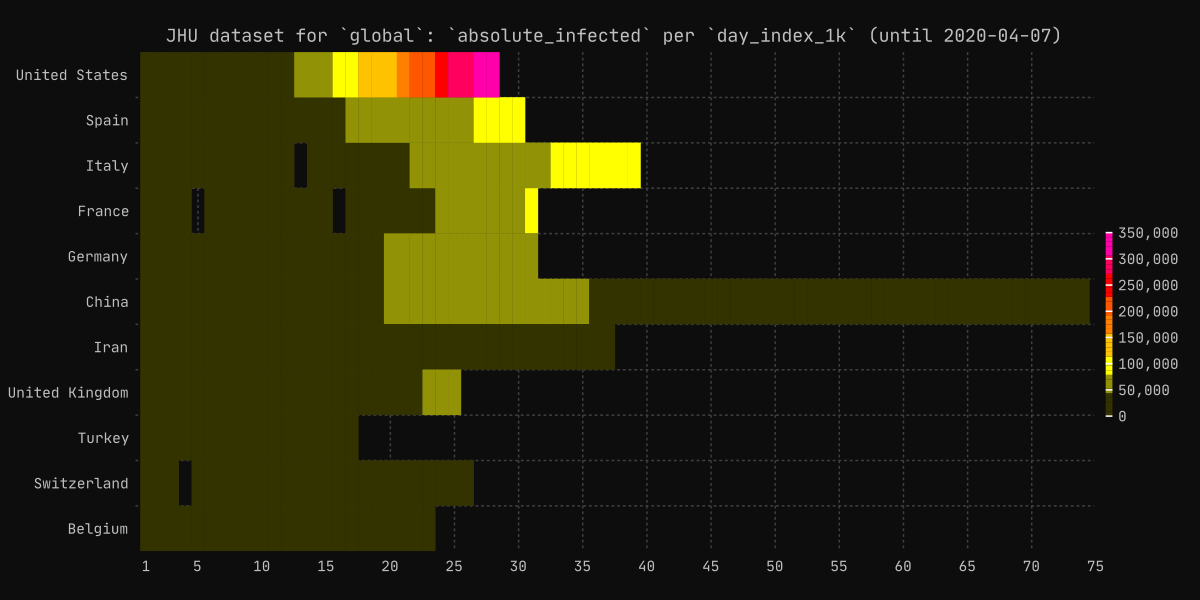 JHU dataset for `global`: `absolute_infected` per `day_index_1k` (until 2020-04-07)
United States
Spain
Italy
France
Germany
China
Iran
United Kingdom
Turkey
Switzerland
Belgium
1 5 10 15 20 25 30 35 40 45 50 55 60 65 70 75
350,000
300,000
250,000
200,000
150,000
100,000
50,000
0